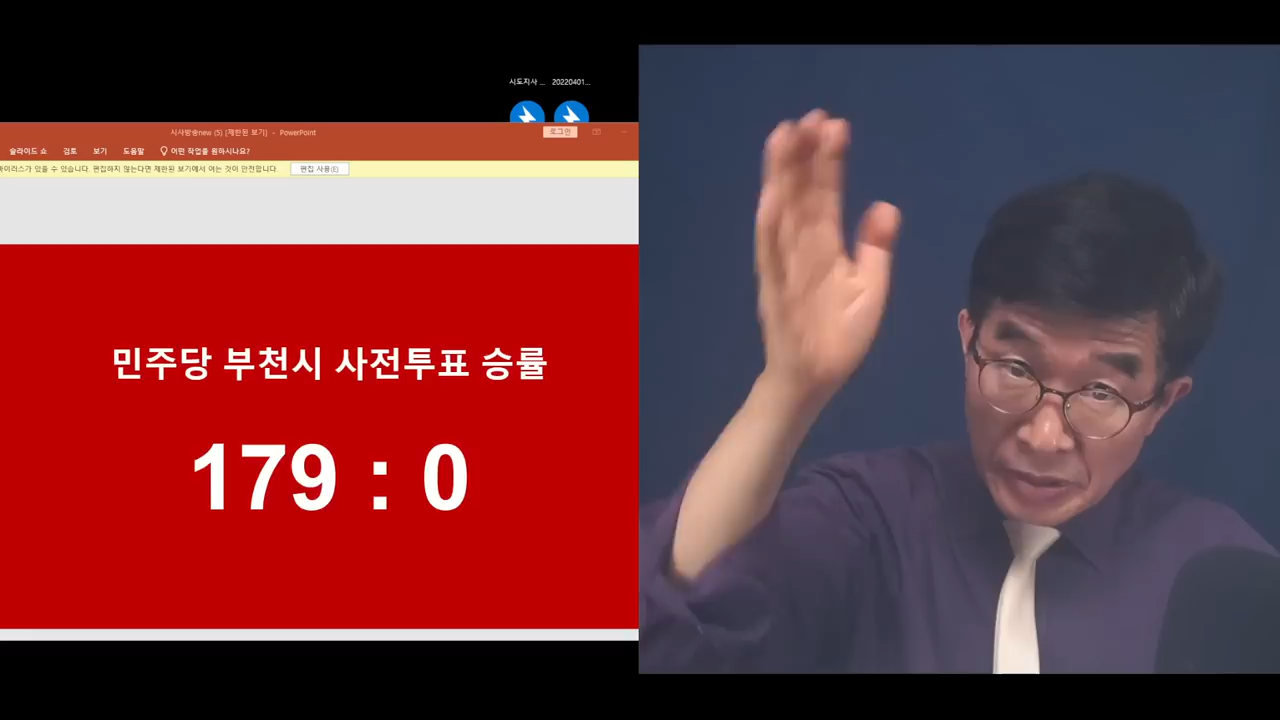 시도지사 ... 20220401...
시사방송new (5) [제한된 보기] - PowerPoint 로그인
슬라이드 쇼 검토 보기 도움말 어떤 작업을 원하시나요?
바이러스가 있을 수 있습니다. 편집하지 않는다면 제한된 보기에서 여는 것이 안전합니다. 편집 사용(E)
민주당 부천시 사전투표 승률
179 : 0